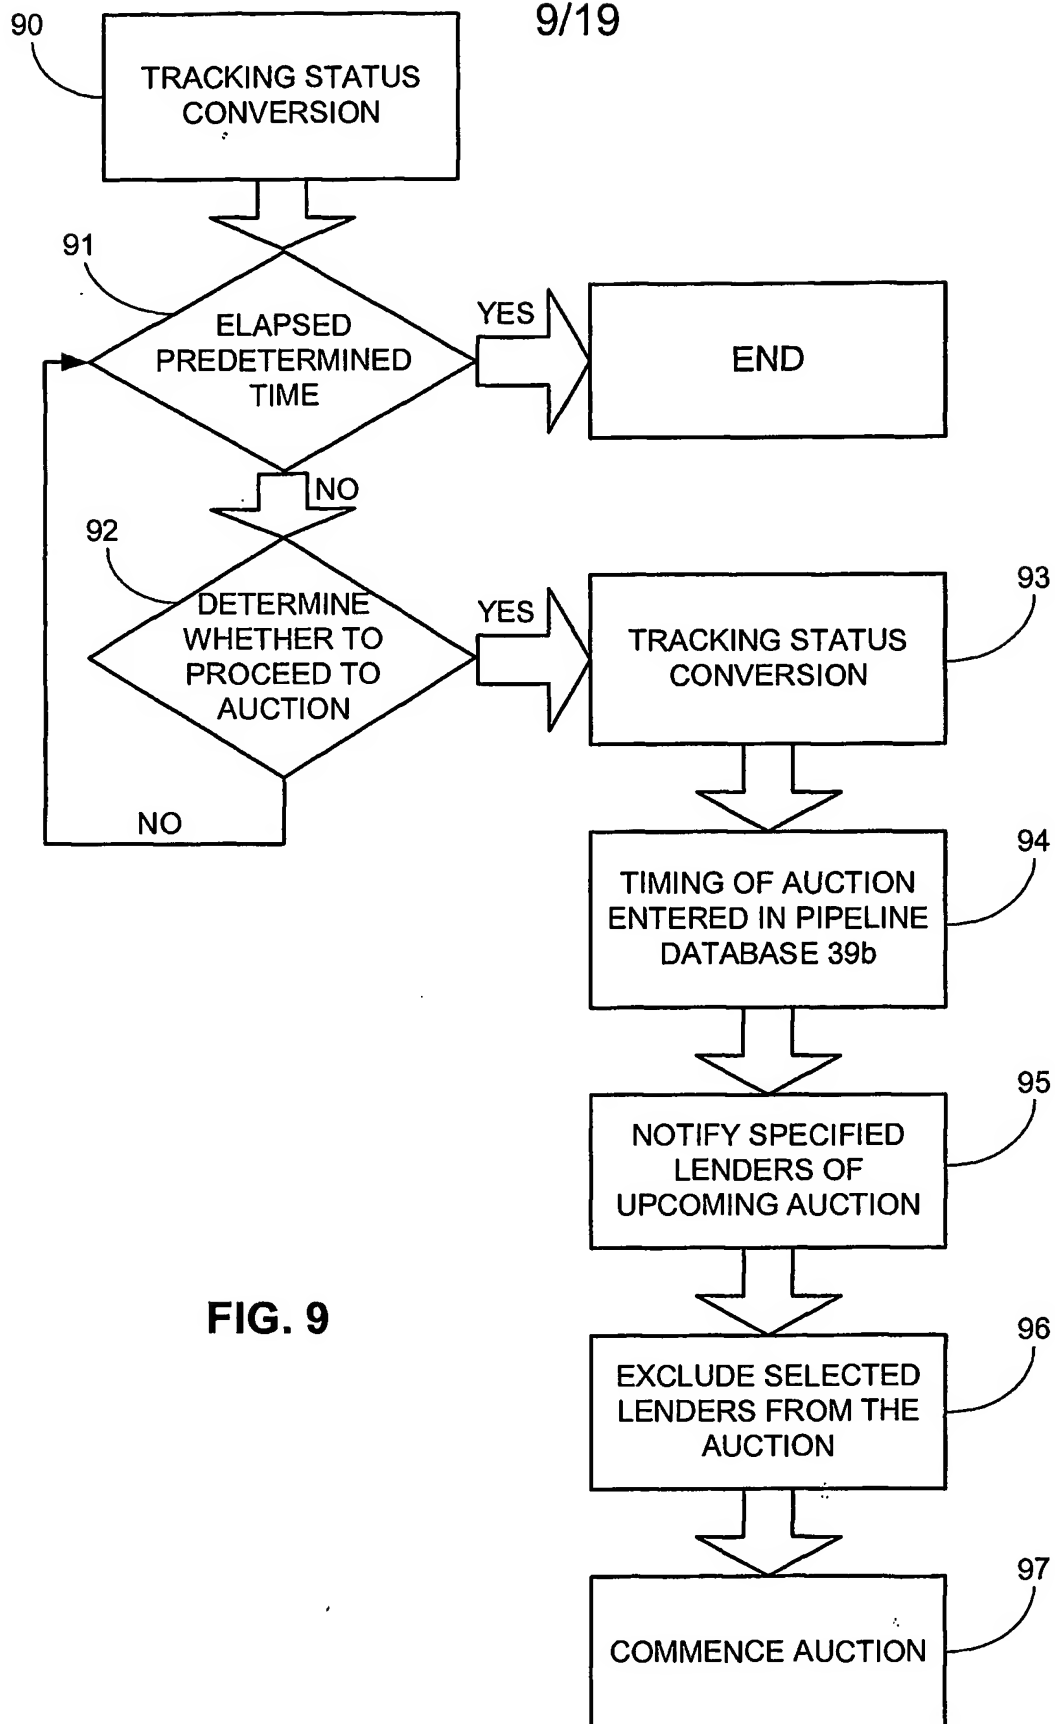 9/19
90
TRACKING STATUS
CONVERSION
91
ELAPSED
PREDETERMINED
TIME
YES
END
NO
92
DETERMINE
WHETHER TO
PROCEED TO
AUCTION
YES
NO
93
TRACKING STATUS
CONVERSION
94
TIMING OF AUCTION
ENTERED IN PIPELINE
DATABASE 39b
95
NOTIFY SPECIFIED
LENDERS OF
UPCOMING AUCTION
96
EXCLUDE SELECTED
LENDERS FROM THE
AUCTION
97
COMMENCE AUCTION
FIG. 9